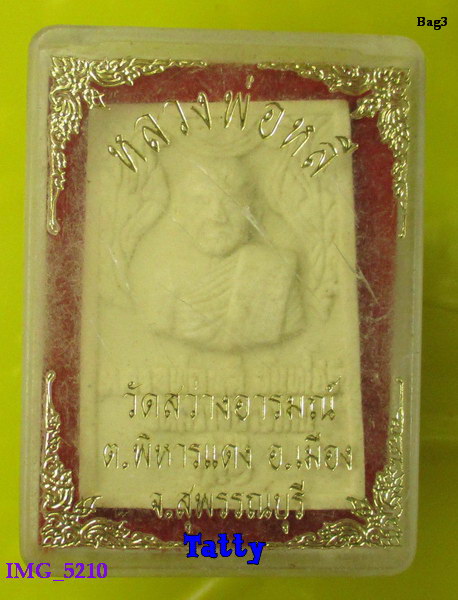 Bag3
หลวงพ่อหลี
วัดสว่างอารมณ์
ต.พิหารแดง อ.เมือง
จ.สุพรรณบุรี
Tatty
IMG_5210